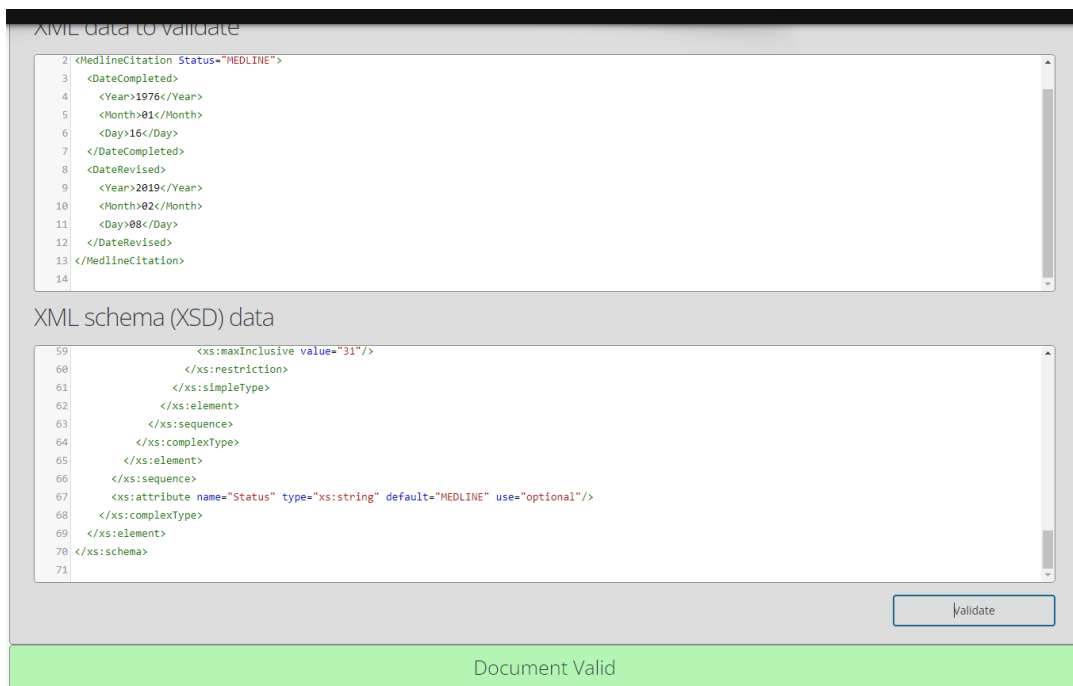 XML data to validate
2 <MedlineCitation Status="MEDLINE">
3 <DateCompleted>
4 <Year>1976</Year>
5 <Month>01</Month>
6 <Day>16</Day>
7 </DateCompleted>
8 <DateRevised>
9 <Year>2019</Year>
10 <Month>02</Month>
11 <Day>08</Day>
12 </DateRevised>
13 </MedlineCitation>
14
XML schema (XSD) data
59 <xs:maxInclusive value="31"/>
60 </xs:restriction>
61 </xs:simpleType>
62 </xs:element>
63 </xs:sequence>
64 </xs:complexType>
65 </xs:element>
66 </xs:sequence>
67 <xs:attribute name="Status" type="xs:string" default="MEDLINE" use="optional"/>
68 </xs:complexType>
69 </xs:element>
70 </xs:schema>
71
Validate
Document Valid